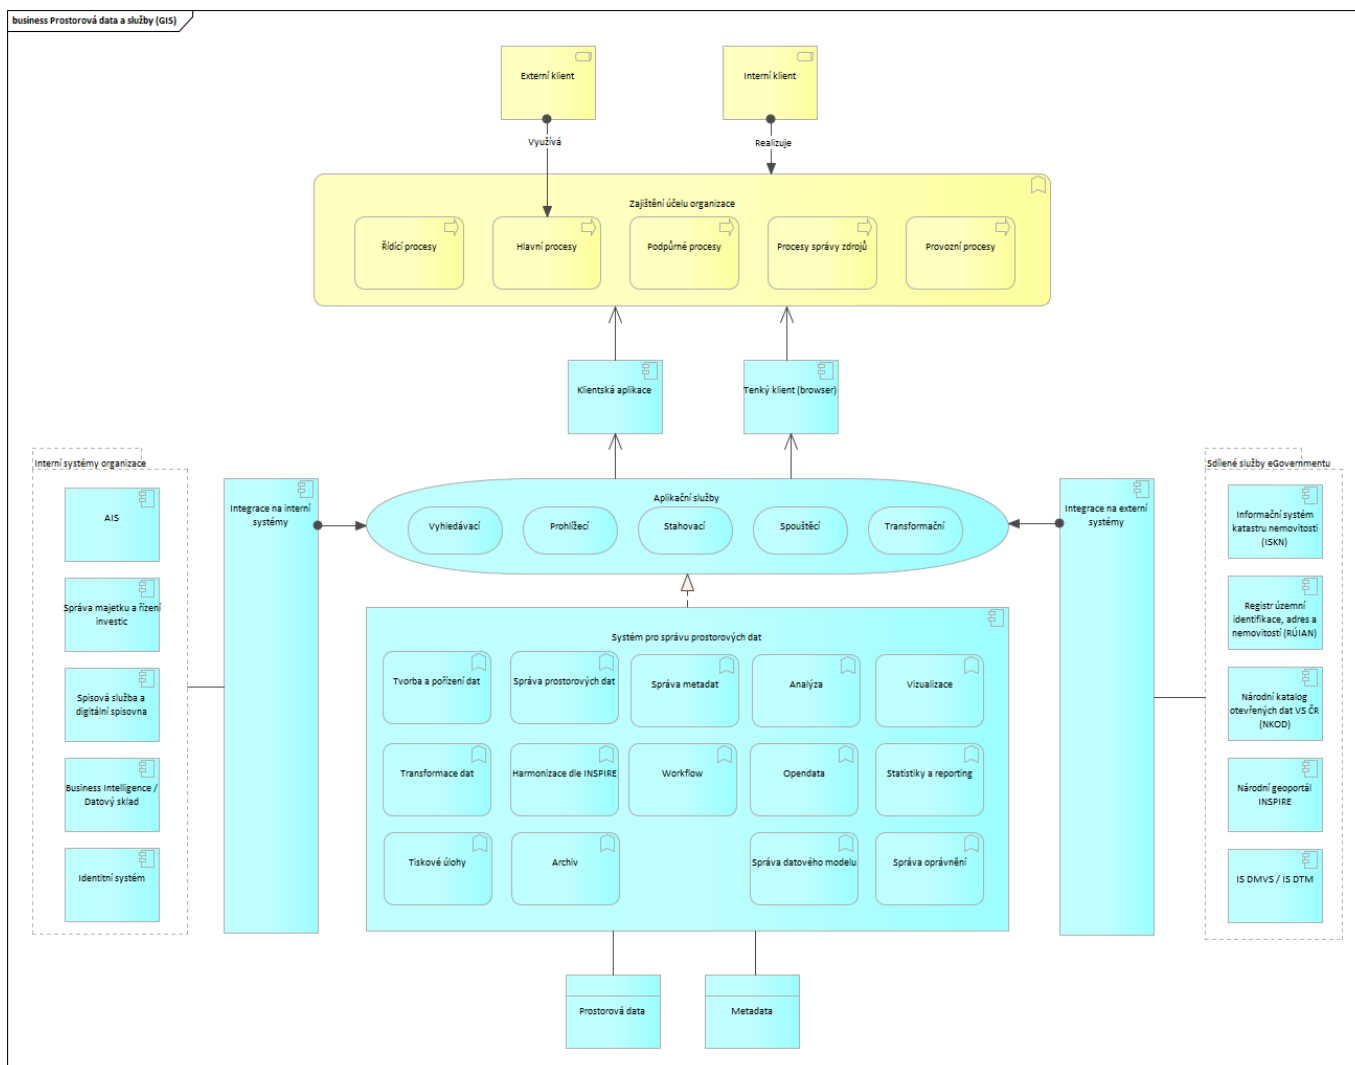 business Prostorová data a služby (GIS)
Externí klient
Interní klient
Využívá
Realizuje
Zajištění účelu organizace
Řídící procesy
Hlavní procesy
Podpůrné procesy
Procesy správy zdrojů
Provozní procesy
Klientská aplikace
Tenký klient (browser)
Interní systémy organizace
AIS
Správa majetku a řízení
investic
Spisová služba a
digitální spisovna
Business Intelligence /
Datový sklad
Identitní systém
Integrace na interní
systémy
Aplikační služby
Vyhledávací
Prohlížecí
Stahovací
Spouštěcí
Transformační
Integrace na externí
systémy
Sdílené služby eGovernmentu
Informační systém
katastru nemovitosti
(ISKN)
Registr územní
identifikace, adres a
nemovitostí (RÚIAN)
Národní katalog
otevřených dat VS ČR
(NKOD)
Národní geoportál
INSPIRE
IS DMVS / IS DTM
Systém pro správu prostorových dat
Tvorba a pořízení dat
Správa prostorových dat
Správa metadat
Analýza
Vizualizace
Transformace dat
Harmonizace dle INSPIRE
Workflow
Opendata
Statistiky a reporting
Tiskové úlohy
Archiv
Správa datového modelu
Správa oprávnění
Prostorová data
Metadata